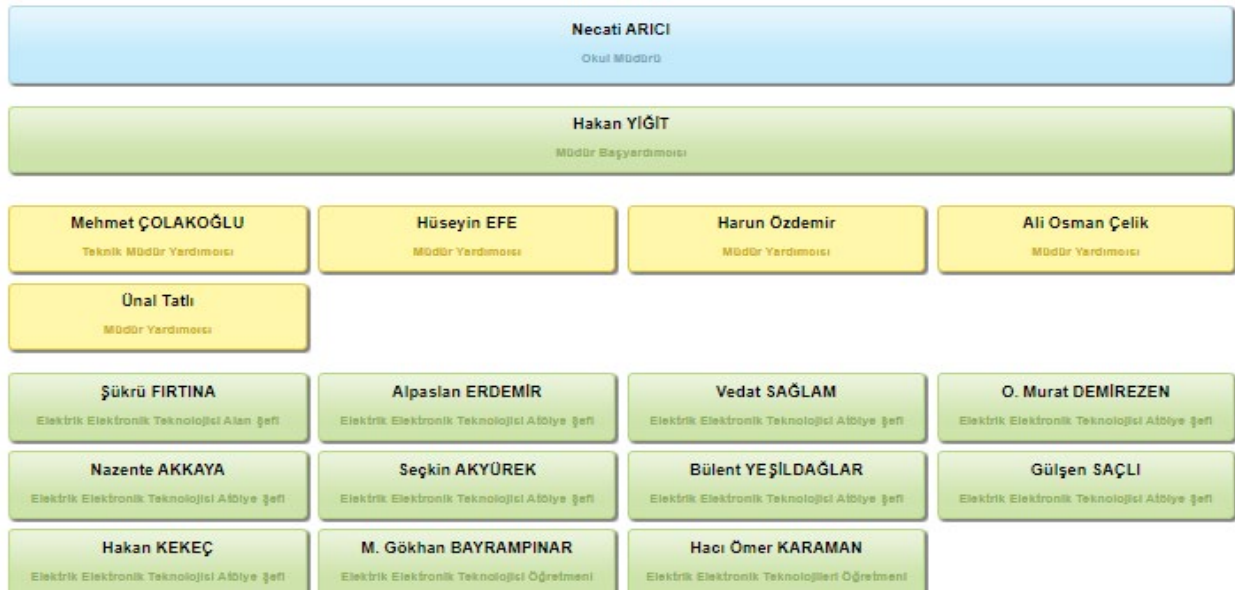 Necati ARICI
Okul Müdürü
Hakan YİĞİT
Müdür Başyardımcısı
Mehmet ÇOLAKOĞLU
Teknik Müdür Yardımcısı
Hüseyin EFE
Müdür Yardımcısı
Harun Özdemir
Müdür Yardımcısı
Ali Osman Çelik
Müdür Yardımcısı
Ünal Tatlı
Müdür Yardımcısı
Şükrü FIRTINA
Elektrik Elektronik Teknolojisi Alan Şefi
Alpaslan ERDEMİR
Elektrik Elektronik Teknolojisi Atölye Şefi
Vedat SAĞLAM
Elektrik Elektronik Teknolojisi Atölye Şefi
O. Murat DEMİREZEN
Elektrik Elektronik Teknolojisi Atölye Şefi
Nazente AKKAYA
Elektrik Elektronik Teknolojisi Atölye Şefi
Seçkin AKYÜREK
Elektrik Elektronik Teknolojisi Atölye Şefi
Bülent YEŞİLDAĞLAR
Elektrik Elektronik Teknolojisi Atölye Şefi
Gülşen SAÇLI
Elektrik Elektronik Teknolojisi Atölye Şefi
Hakan KEKEÇ
Elektrik Elektronik Teknolojisi Atölye Şefi
M. Gökhan BAYRAMPINAR
Elektrik Elektronik Teknolojisi Öğretmeni
Hacı Ömer KARAMAN
Elektrik Elektronik Teknolojileri Öğretmeni